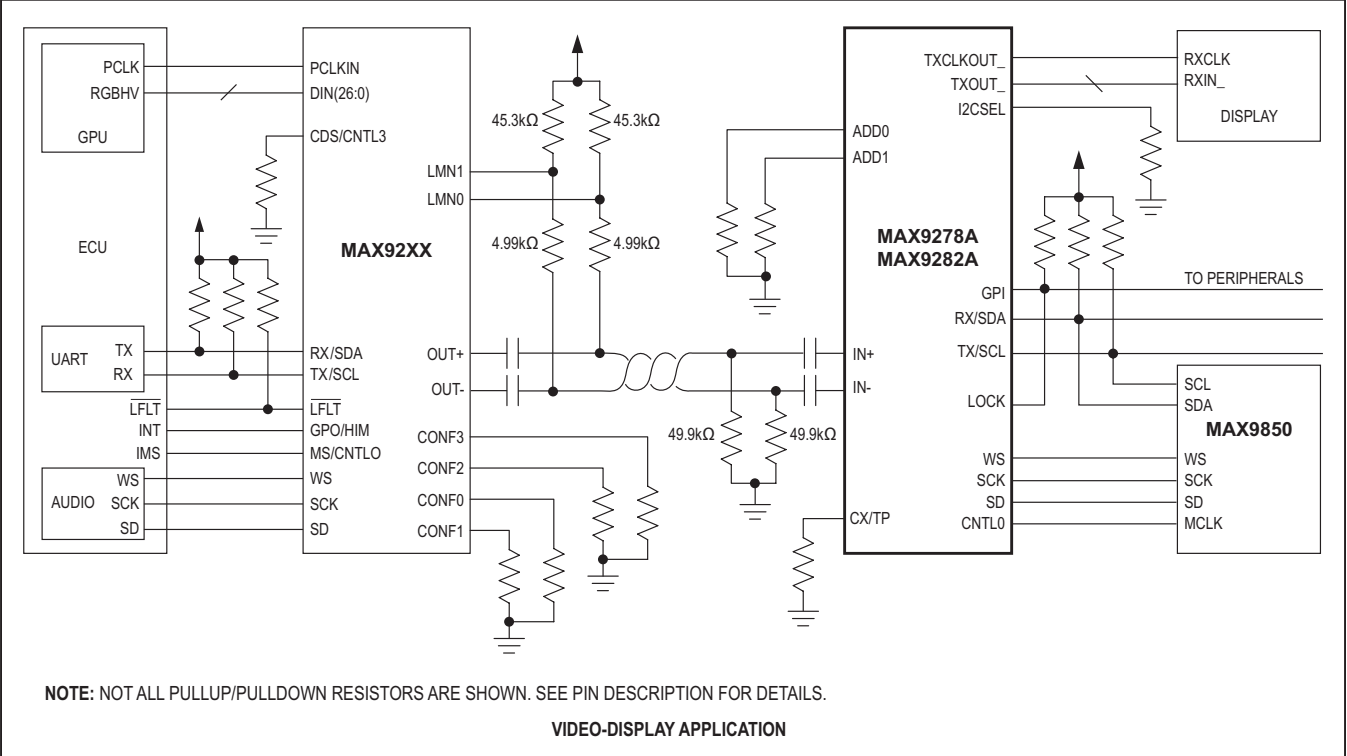 PCLK
RGBHV
GPU
ECU
UART
TX
RX
LFLT
INT
IMS
AUDIO
WS
SCK
SD
PCLKIN
DIN(26:0)
CDS/CNTL3
LMN1
LMN0
MAX92XX
RX/SDA
TX/SCL
LFLT
GPO/HIM
MS/CNTLO
WS
SCK
SD
OUT+
OUT-
CONF3
CONF2
CONF0
CONF1
45.3kΩ
45.3kΩ
4.99kΩ
4.99kΩ
49.9kΩ
49.9kΩ
TXCLKOUT_
TXOUT_
I2CSEL
ADD0
ADD1
MAX9278A
MAX9282A
GPI
RX/SDA
TX/SCL
IN+
IN-
LOCK
WS
SCK
SD
CNTL0
CX/TP
RXCLK
RXIN_
DISPLAY
TO PERIPHERALS
SCL
SDA
MAX9850
WS
SCK
SD
MCLK
NOTE: NOT ALL PULLUP/PULLDOWN RESISTORS ARE SHOWN. SEE PIN DESCRIPTION FOR DETAILS.
VIDEO-DISPLAY APPLICATION